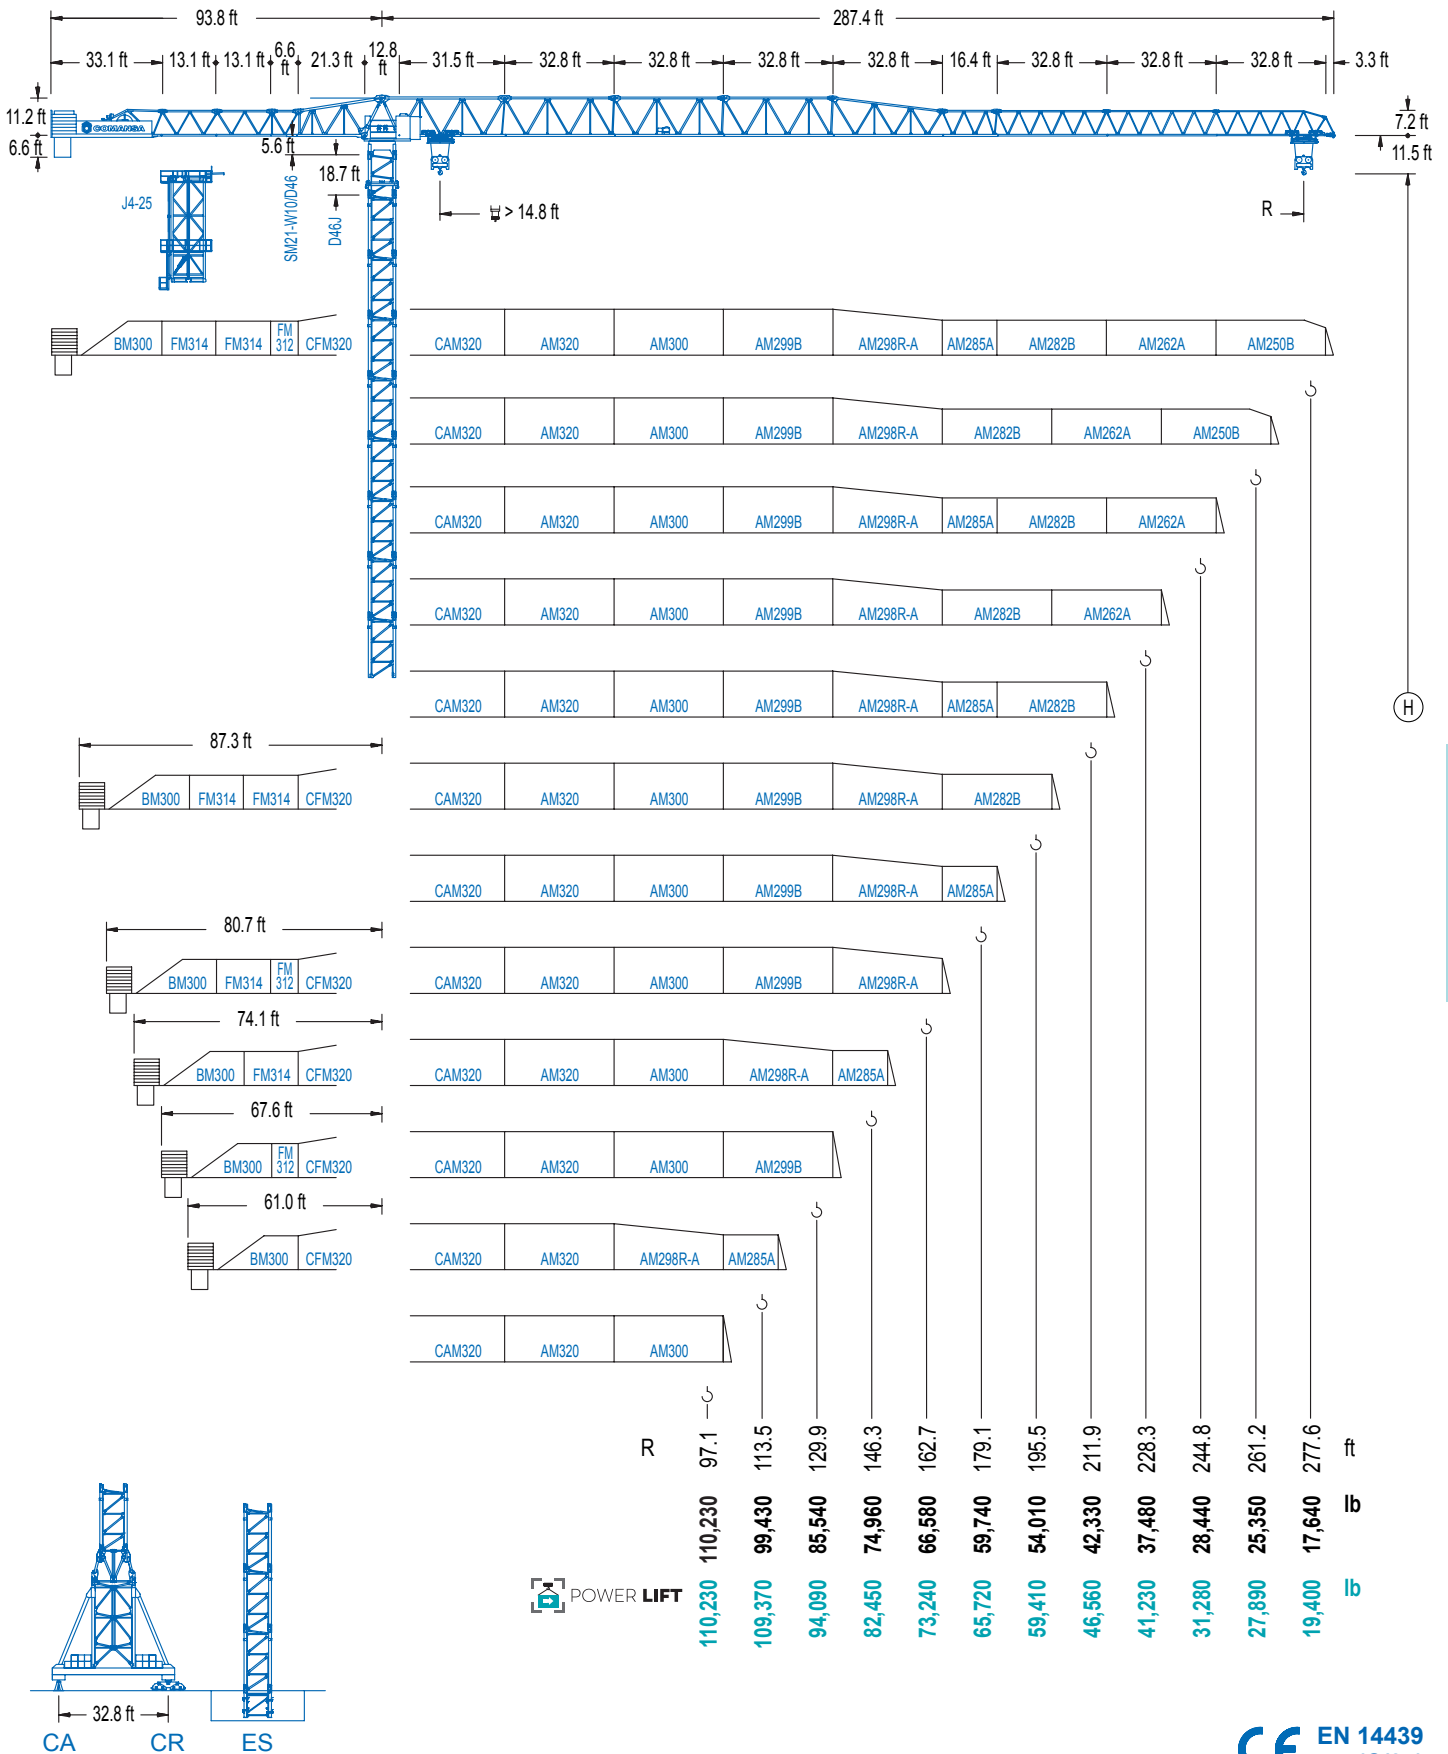 93.8 ft 287.4 ft
33.1 ft 13.1 ft 13.1 ft 6.6 ft 21.3 ft 12.8 ft 31.5 ft 32.8 ft 32.8 ft 32.8 ft 32.8 ft 16.4 ft 32.8 ft 32.8 ft 32.8 ft 3.3 ft
11.2 ft COMANSA 7.2 ft
6.6 ft 5.6 ft 11.5 ft
18.7 ft
J4-25 SM21-W10/D46 D46J > 14.8 ft R
BM300 FM314 FM314 FM 312 CFM320 CAM320 AM320 AM300 AM299B AM298R-A AM285A AM282B AM262A AM250B
CAM320 AM320 AM300 AM299B AM298R-A AM282B AM262A AM250B
CAM320 AM320 AM300 AM299B AM298R-A AM285A AM282B AM262A
CAM320 AM320 AM300 AM299B AM298R-A AM282B AM262A
CAM320 AM320 AM300 AM299B AM298R-A AM285A AM282B
H
87.3 ft
BM300 FM314 FM314 CFM320 CAM320 AM320 AM300 AM299B AM298R-A AM282B
CAM320 AM320 AM300 AM299B AM298R-A AM285A
80.7 ft
BM300 FM314 FM 312 CFM320 CAM320 AM320 AM300 AM299B AM298R-A
74.1 ft
BM300 FM314 CFM320 CAM320 AM320 AM300 AM298R-A AM285A
67.6 ft
BM300 FM 312 CFM320 CAM320 AM320 AM300 AM299B
61.0 ft
BM300 CFM320 CAM320 AM320 AM298R-A AM285A
CAM320 AM320 AM300
R 97.1 113.5 129.9 146.3 162.7 179.1 195.5 211.9 228.3 244.8 261.2 277.6 ft
110,230 99,430 85,540 74,960 66,580 59,740 54,010 42,330 37,480 28,440 25,350 17,640 lb
POWER LIFT 110,230 109,370 94,090 82,450 73,240 65,720 59,410 46,560 41,230 31,280 27,890 19,400 lb
32.8 ft
CA CR ES
CE EN 14439